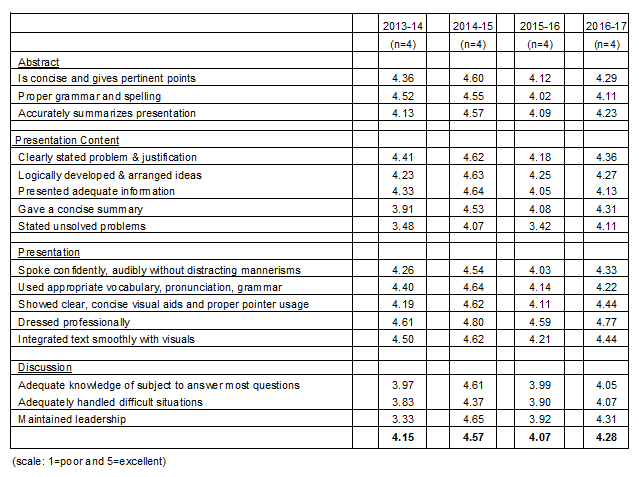 2013-14 2014-15 2015-16 2016-17
(n=4) (n=4) (n=4) (n=4)
Abstract
Is concise and gives pertinent points 4.36 4.60 4.12 4.29
Proper grammar and spelling 4.52 4.55 4.02 4.11
Accurately summarizes presentation 4.13 4.57 4.09 4.23
Presentation Content
Clearly stated problem & justification 4.41 4.62 4.18 4.36
Logically developed & arranged ideas 4.23 4.63 4.25 4.27
Presented adequate information 4.33 4.64 4.05 4.13
Gave a concise summary 3.91 4.53 4.08 4.31
Stated unsolved problems 3.48 4.07 3.42 4.11
Presentation
Spoke confidently, audibly without distracting mannerisms 4.26 4.54 4.03 4.33
Used appropriate vocabulary, pronunciation, grammar 4.40 4.64 4.14 4.22
Showed clear, concise visual aids and proper pointer usage 4.19 4.62 4.11 4.44
Dressed professionally 4.61 4.80 4.59 4.77
Integrated text smoothly with visuals 4.50 4.62 4.21 4.44
Discussion
Adequate knowledge of subject to answer most questions 3.97 4.61 3.99 4.05
Adequately handled difficult situations 3.83 4.37 3.90 4.07
Maintained leadership 3.33 4.65 3.92 4.31
4.15 4.57 4.07 4.28
(scale: 1=poor and 5=excellent)